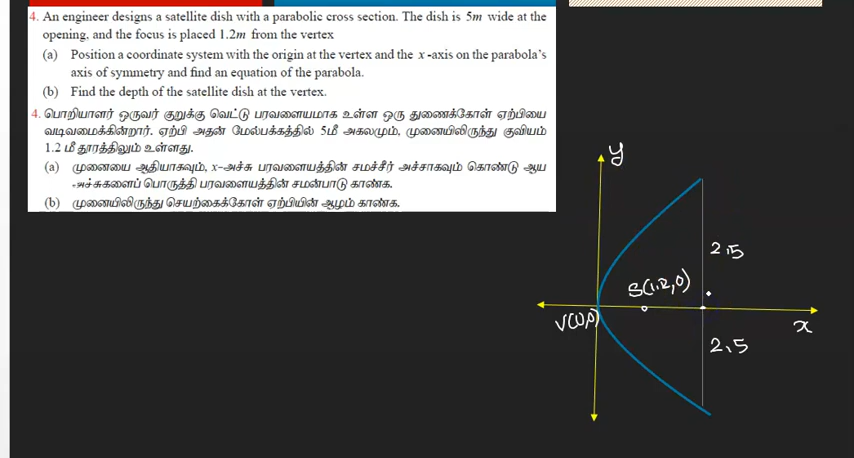 4. An engineer designs a satellite dish with a parabolic cross section. The dish is 5m wide at the
opening, and the focus is placed 1.2m from the vertex
(a) Position a coordinate system with the origin at the vertex and the x-axis on the parabola's
axis of symmetry and find an equation of the parabola.
(b) Find the depth of the satellite dish at the vertex.
4. பொறியாளர் ஒருவர் குறுக்கு வெட்டு பரவளையமாக உள்ள ஒரு துணைக்கோள் ஏற்பியை
வடிவமைக்கின்றார். ஏற்பி அதன் மேல்பக்கத்தில் 5மீ அகலமும், முனையிலிருந்து குவியம்
1.2 மீ தூரத்திலும் உள்ளது.
(a) முனையை ஆதியாகவும், x-அச்சு பரவளையத்தின் சமச்சீர் அச்சாகவும் கொண்டு ஆய
அச்சுகளைப் பொருத்தி பரவளையத்தின் சமன்பாடு காண்க.
(b) முனையிலிருந்து செயற்கைக்கோள் ஏற்பியின் ஆழம் காண்க.
y
2.5
S(1.2,0)
V(0,0)
x
2.5